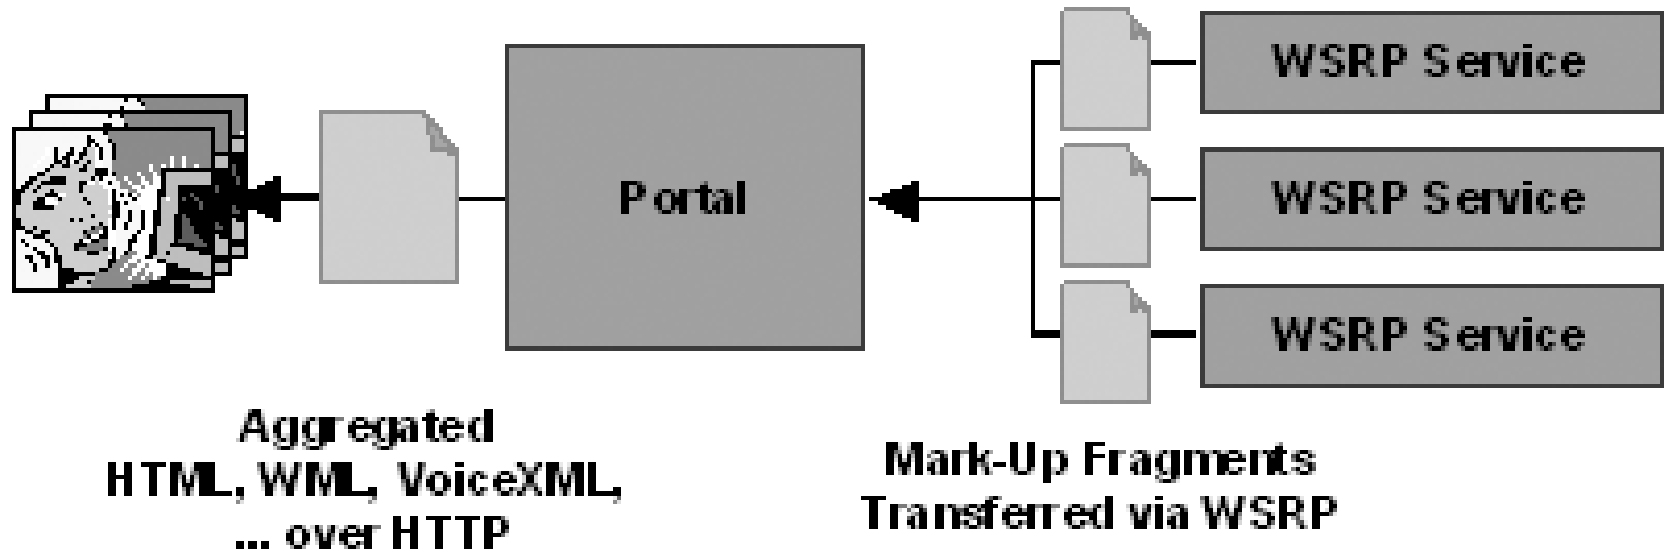 WSRP Service
WSRP Service
Portal
WSRP Service
Aggregated
HTML, WML, VoiceXML,
... over HTTP
Mark-Up Fragments
Transferred via WSRP